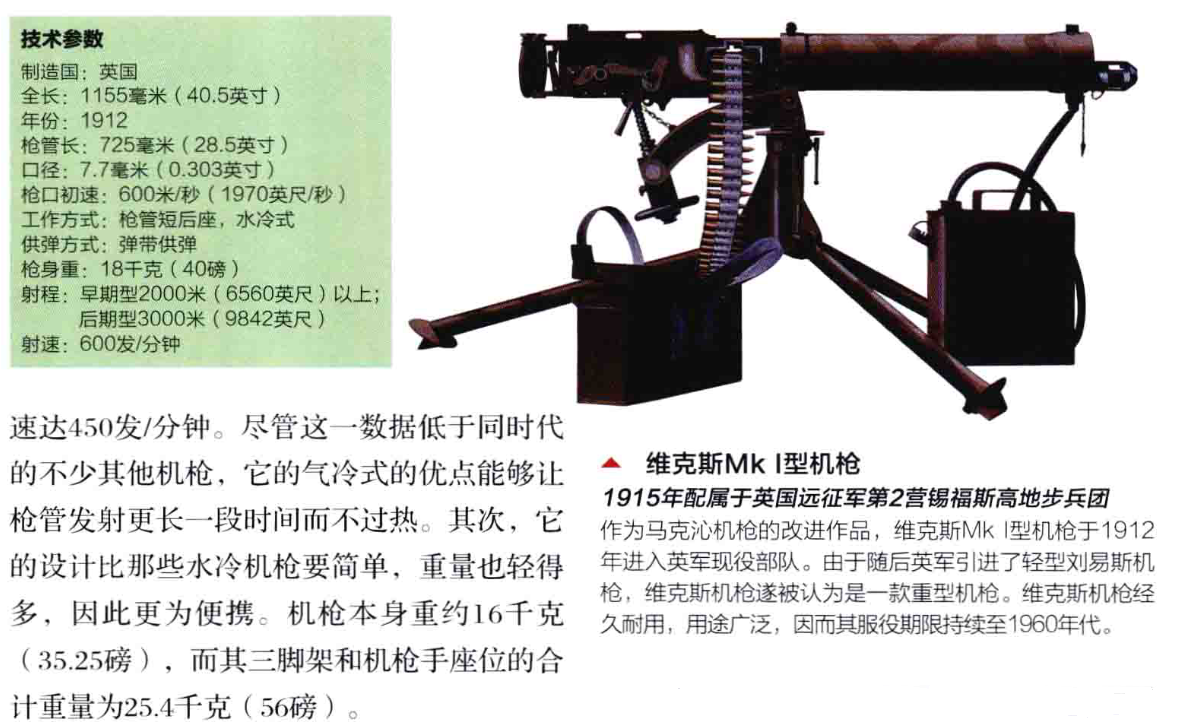 技术参数
制造国：英国
全长：1155毫米（40.5英寸）
年份：1912
枪管长：725毫米（28.5英寸）
口径：7.7毫米（0.303英寸）
枪口初速：600米/秒（1970英尺/秒）
工作方式：枪管短后座，水冷式
供弹方式：弹带供弹
枪身重：18千克（40磅）
射程：早期型2000米（6560英尺）以上；
后期型3000米（9842英尺）
射速：600发/分钟
速达450发/分钟。尽管这一数据低于同时代
的不少其他机枪，它的气冷式的优点能够让
枪管发射更长一段时间而不过热。其次，它
的设计比那些水冷机枪要简单，重量也轻得
多，因此更为便携。机枪本身重约16千克
（35.25磅），而其三脚架和机枪手座位的合
计重量为25.4千克（56磅）。
▲ 维克斯Mk I型机枪
1915年配属于英国远征军第2营锡福斯高地步兵团
作为马克沁机枪的改进作品，维克斯Mk I型机枪于1912
年进入英军现役部队。由于随后英军引进了轻型刘易斯机
枪，维克斯机枪遂被认为是一款重型机枪。维克斯机枪经
久耐用，用途广泛，因而其服役期限持续至1960年代。